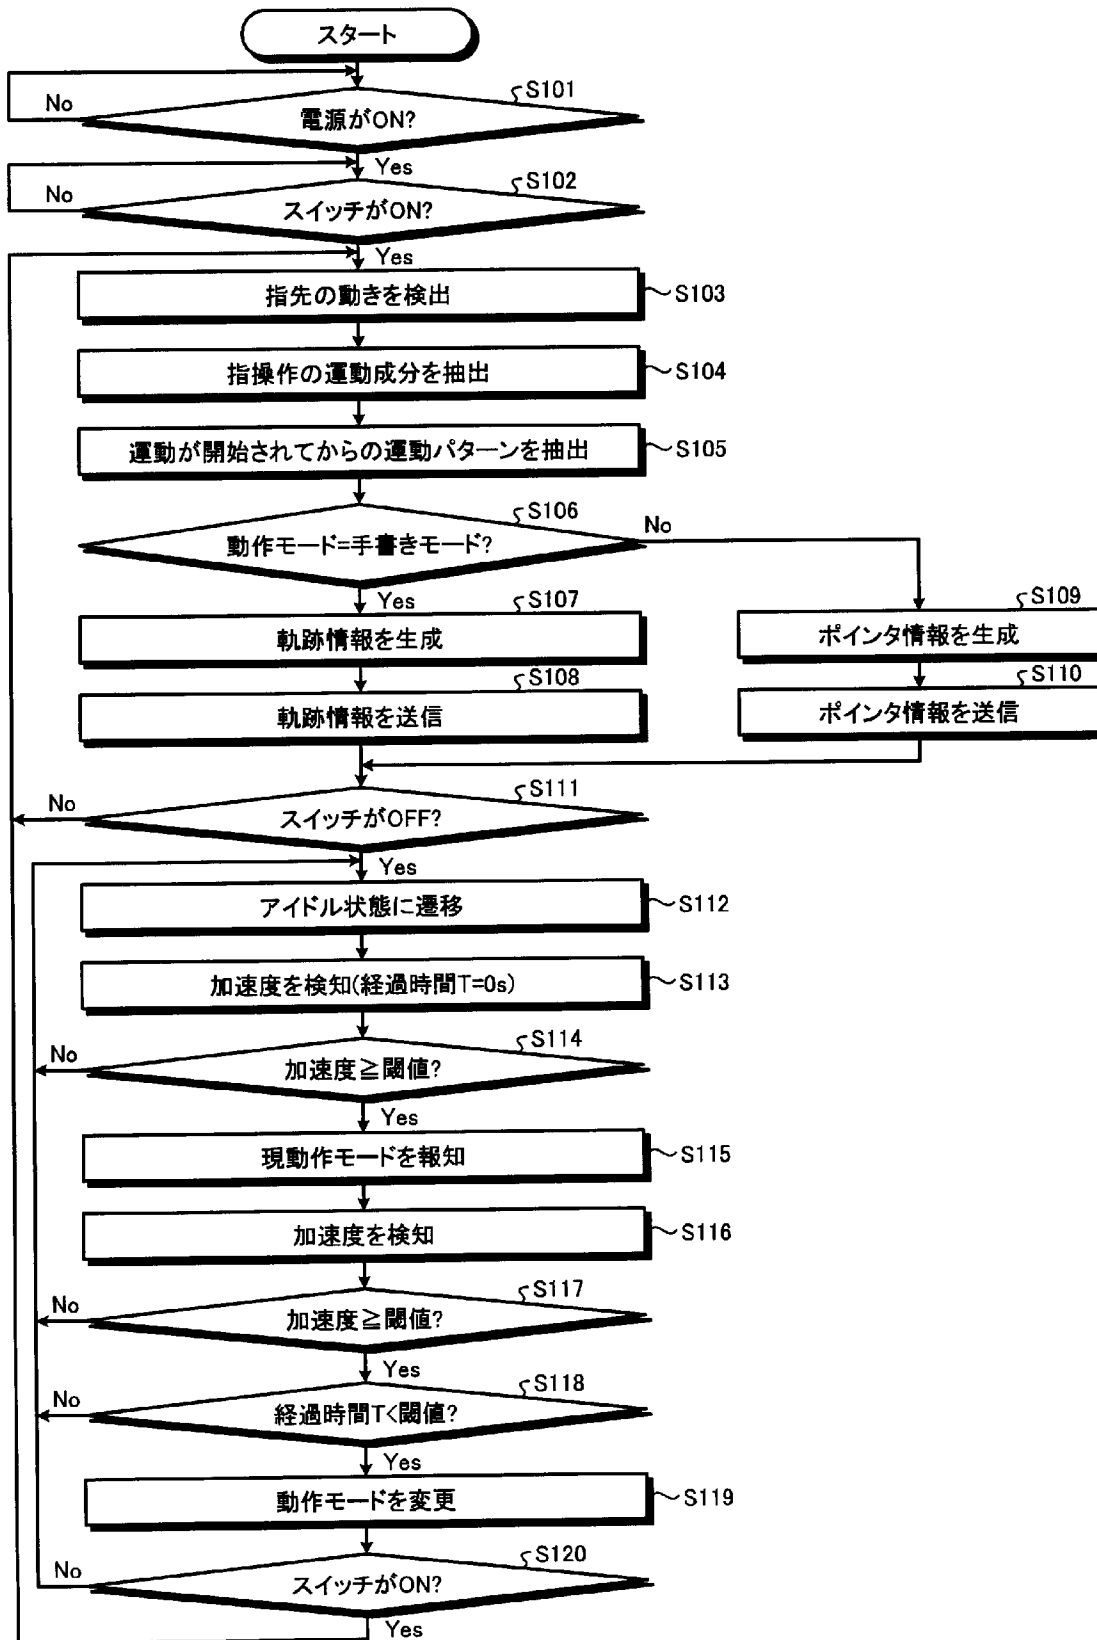 スタート
S101
No
電源がON?
Yes
S102
No
スイッチがON?
Yes
指先の動きを検出
S103
指操作の運動成分を抽出
S104
運動が開始されてからの運動パターンを抽出
S105
S106
No
動作モード=手書きモード?
Yes
S107
S109
軌跡情報を生成
ポインタ情報を生成
S108
S110
軌跡情報を送信
ポインタ情報を送信
S111
No
スイッチがOFF?
Yes
アイドル状態に遷移
S112
加速度を検知(経過時間T=0s)
S113
S114
No
加速度≧閾値?
Yes
現動作モードを報知
S115
加速度を検知
S116
S117
No
加速度≧閾値?
Yes
S118
No
経過時間T<閾値?
Yes
動作モードを変更
S119
S120
No
スイッチがON?
Yes